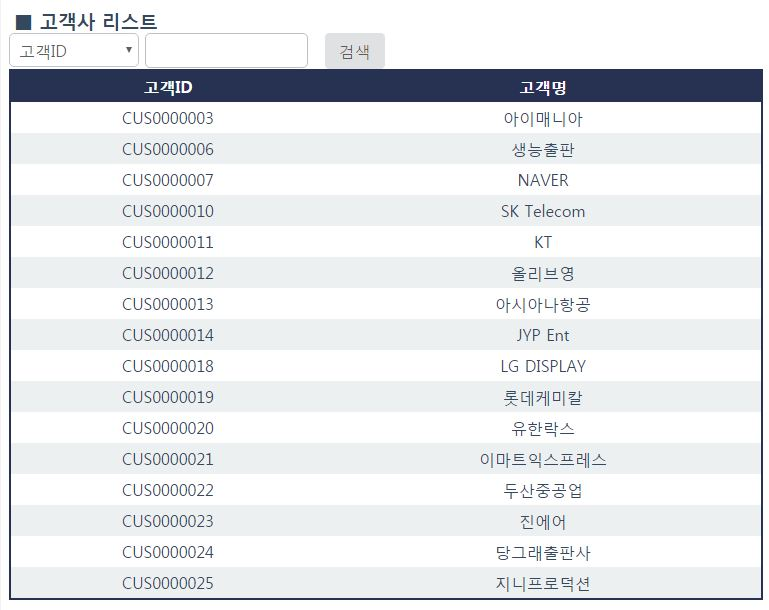 ■ 고객사 리스트
고객ID 검색
고객ID 고객명
CUS0000003 아이매니아
CUS0000006 생능출판
CUS0000007 NAVER
CUS0000010 SK Telecom
CUS0000011 KT
CUS0000012 올리브영
CUS0000013 아시아나항공
CUS0000014 JYP Ent
CUS0000018 LG DISPLAY
CUS0000019 롯데케미칼
CUS0000020 유한락스
CUS0000021 이마트익스프레스
CUS0000022 두산중공업
CUS0000023 진에어
CUS0000024 당그래출판사
CUS0000025 지니프로덕션